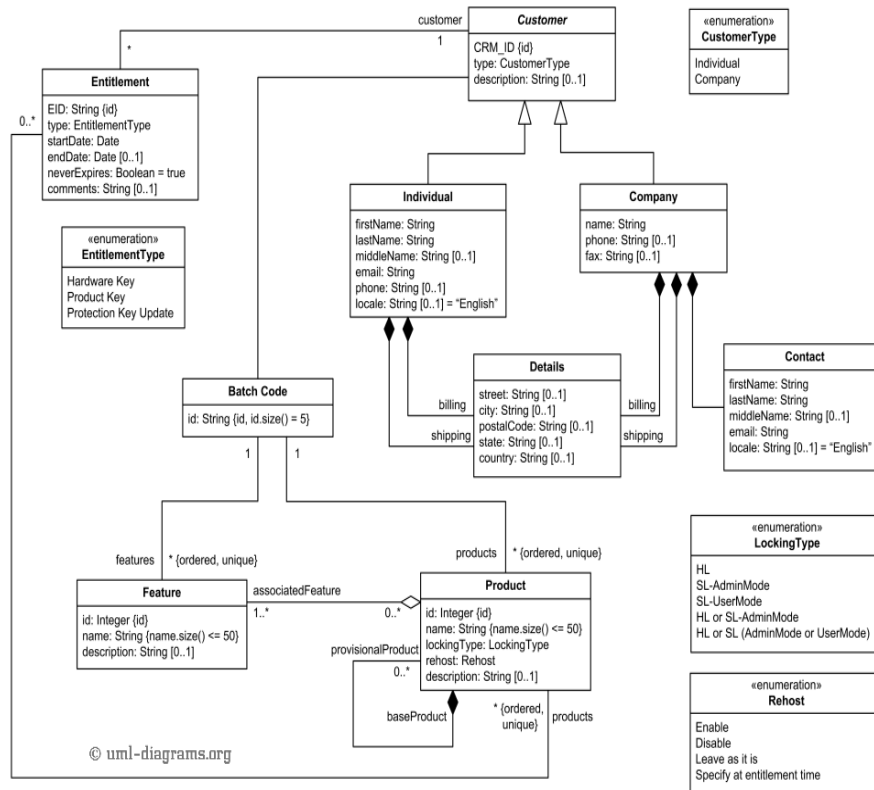 customer
1
*
Customer
CRM_ID {id}
type: CustomerType
description: String [0..1]
«enumeration»
CustomerType
Individual
Company
Entitlement
EID: String {id}
type: EntitlementType
startDate: Date
endDate: Date [0..1]
neverExpires: Boolean = true
comments: String [0..1]
0..*
«enumeration»
EntitlementType
Hardware Key
Product Key
Protection Key Update
Individual
firstName: String
lastName: String
middleName: String [0..1]
email: String
phone: String [0..1]
locale: String [0..1] = “English”
Company
name: String
phone: String [0..1]
fax: String [0..1]
Details
street: String [0..1]
city: String [0..1]
postalCode: String [0..1]
state: String [0..1]
country: String [0..1]
billing
shipping
billing
shipping
Contact
firstName: String
lastName: String
middleName: String [0..1]
email: String
locale: String [0..1] = “English”
Batch Code
id: String {id, id.size() = 5}
1
1
features
* {ordered, unique}
products
* {ordered, unique}
Feature
id: Integer {id}
name: String {name.size() <= 50}
description: String [0..1]
associatedFeature
1..*
0..*
Product
id: Integer {id}
name: String {name.size() <= 50}
lockingType: LockingType
rehost: Rehost
description: String [0..1]
provisionalProduct
0..*
baseProduct
* {ordered,
unique}
products
«enumeration»
LockingType
HL
SL-AdminMode
SL-UserMode
HL or SL-AdminMode
HL or SL (AdminMode or UserMode)
«enumeration»
Rehost
Enable
Disable
Leave as it is
Specify at entitlement time
© uml-diagrams.org